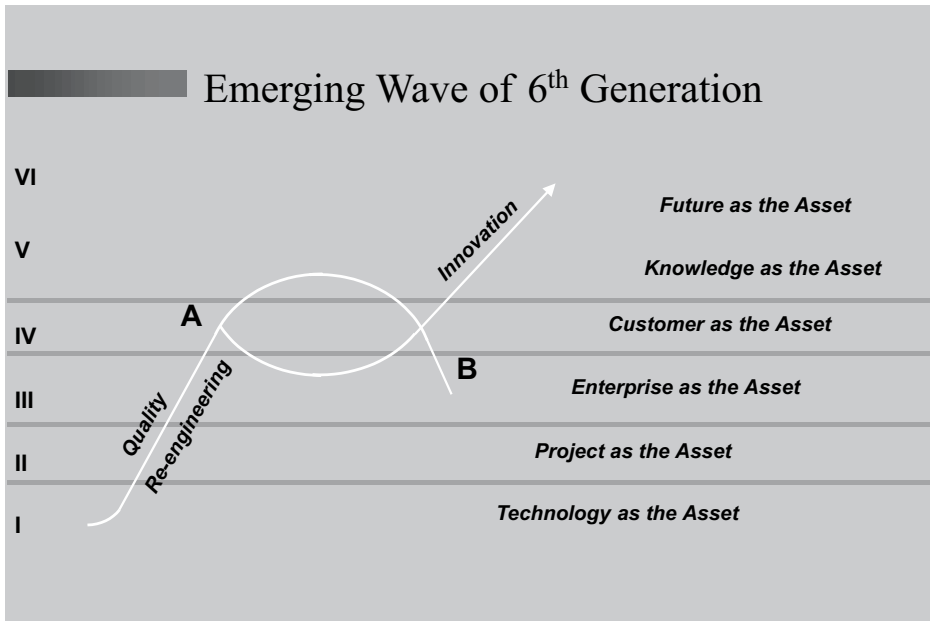 Emerging Wave of 6th Generation
VI
Future as the Asset
V
Knowledge as the Asset
Innovation
A
IV
Customer as the Asset
B
III
Enterprise as the Asset
Quality
Re-engineering
II
Project as the Asset
I
Technology as the Asset